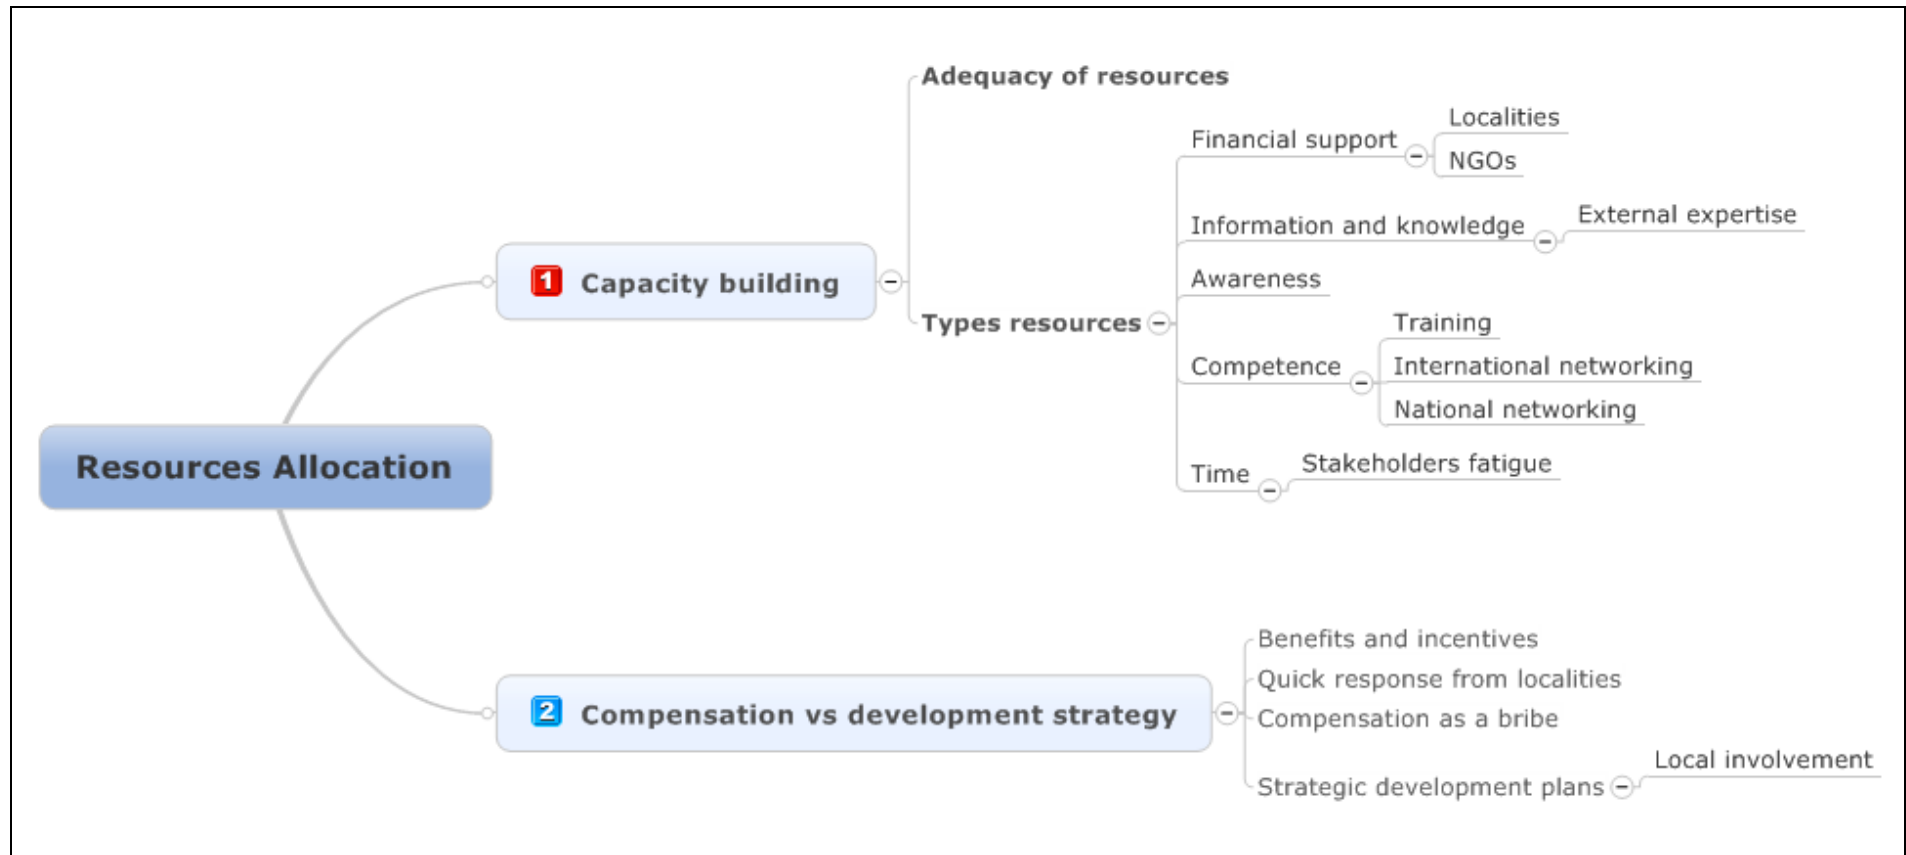 Resources Allocation
1 Capacity building
Adequacy of resources
Types resources
Financial support
Localities
NGOs
Information and knowledge
External expertise
Awareness
Competence
Training
International networking
National networking
Time
Stakeholders fatigue
2 Compensation vs development strategy
Benefits and incentives
Quick response from localities
Compensation as a bribe
Strategic development plans
Local involvement